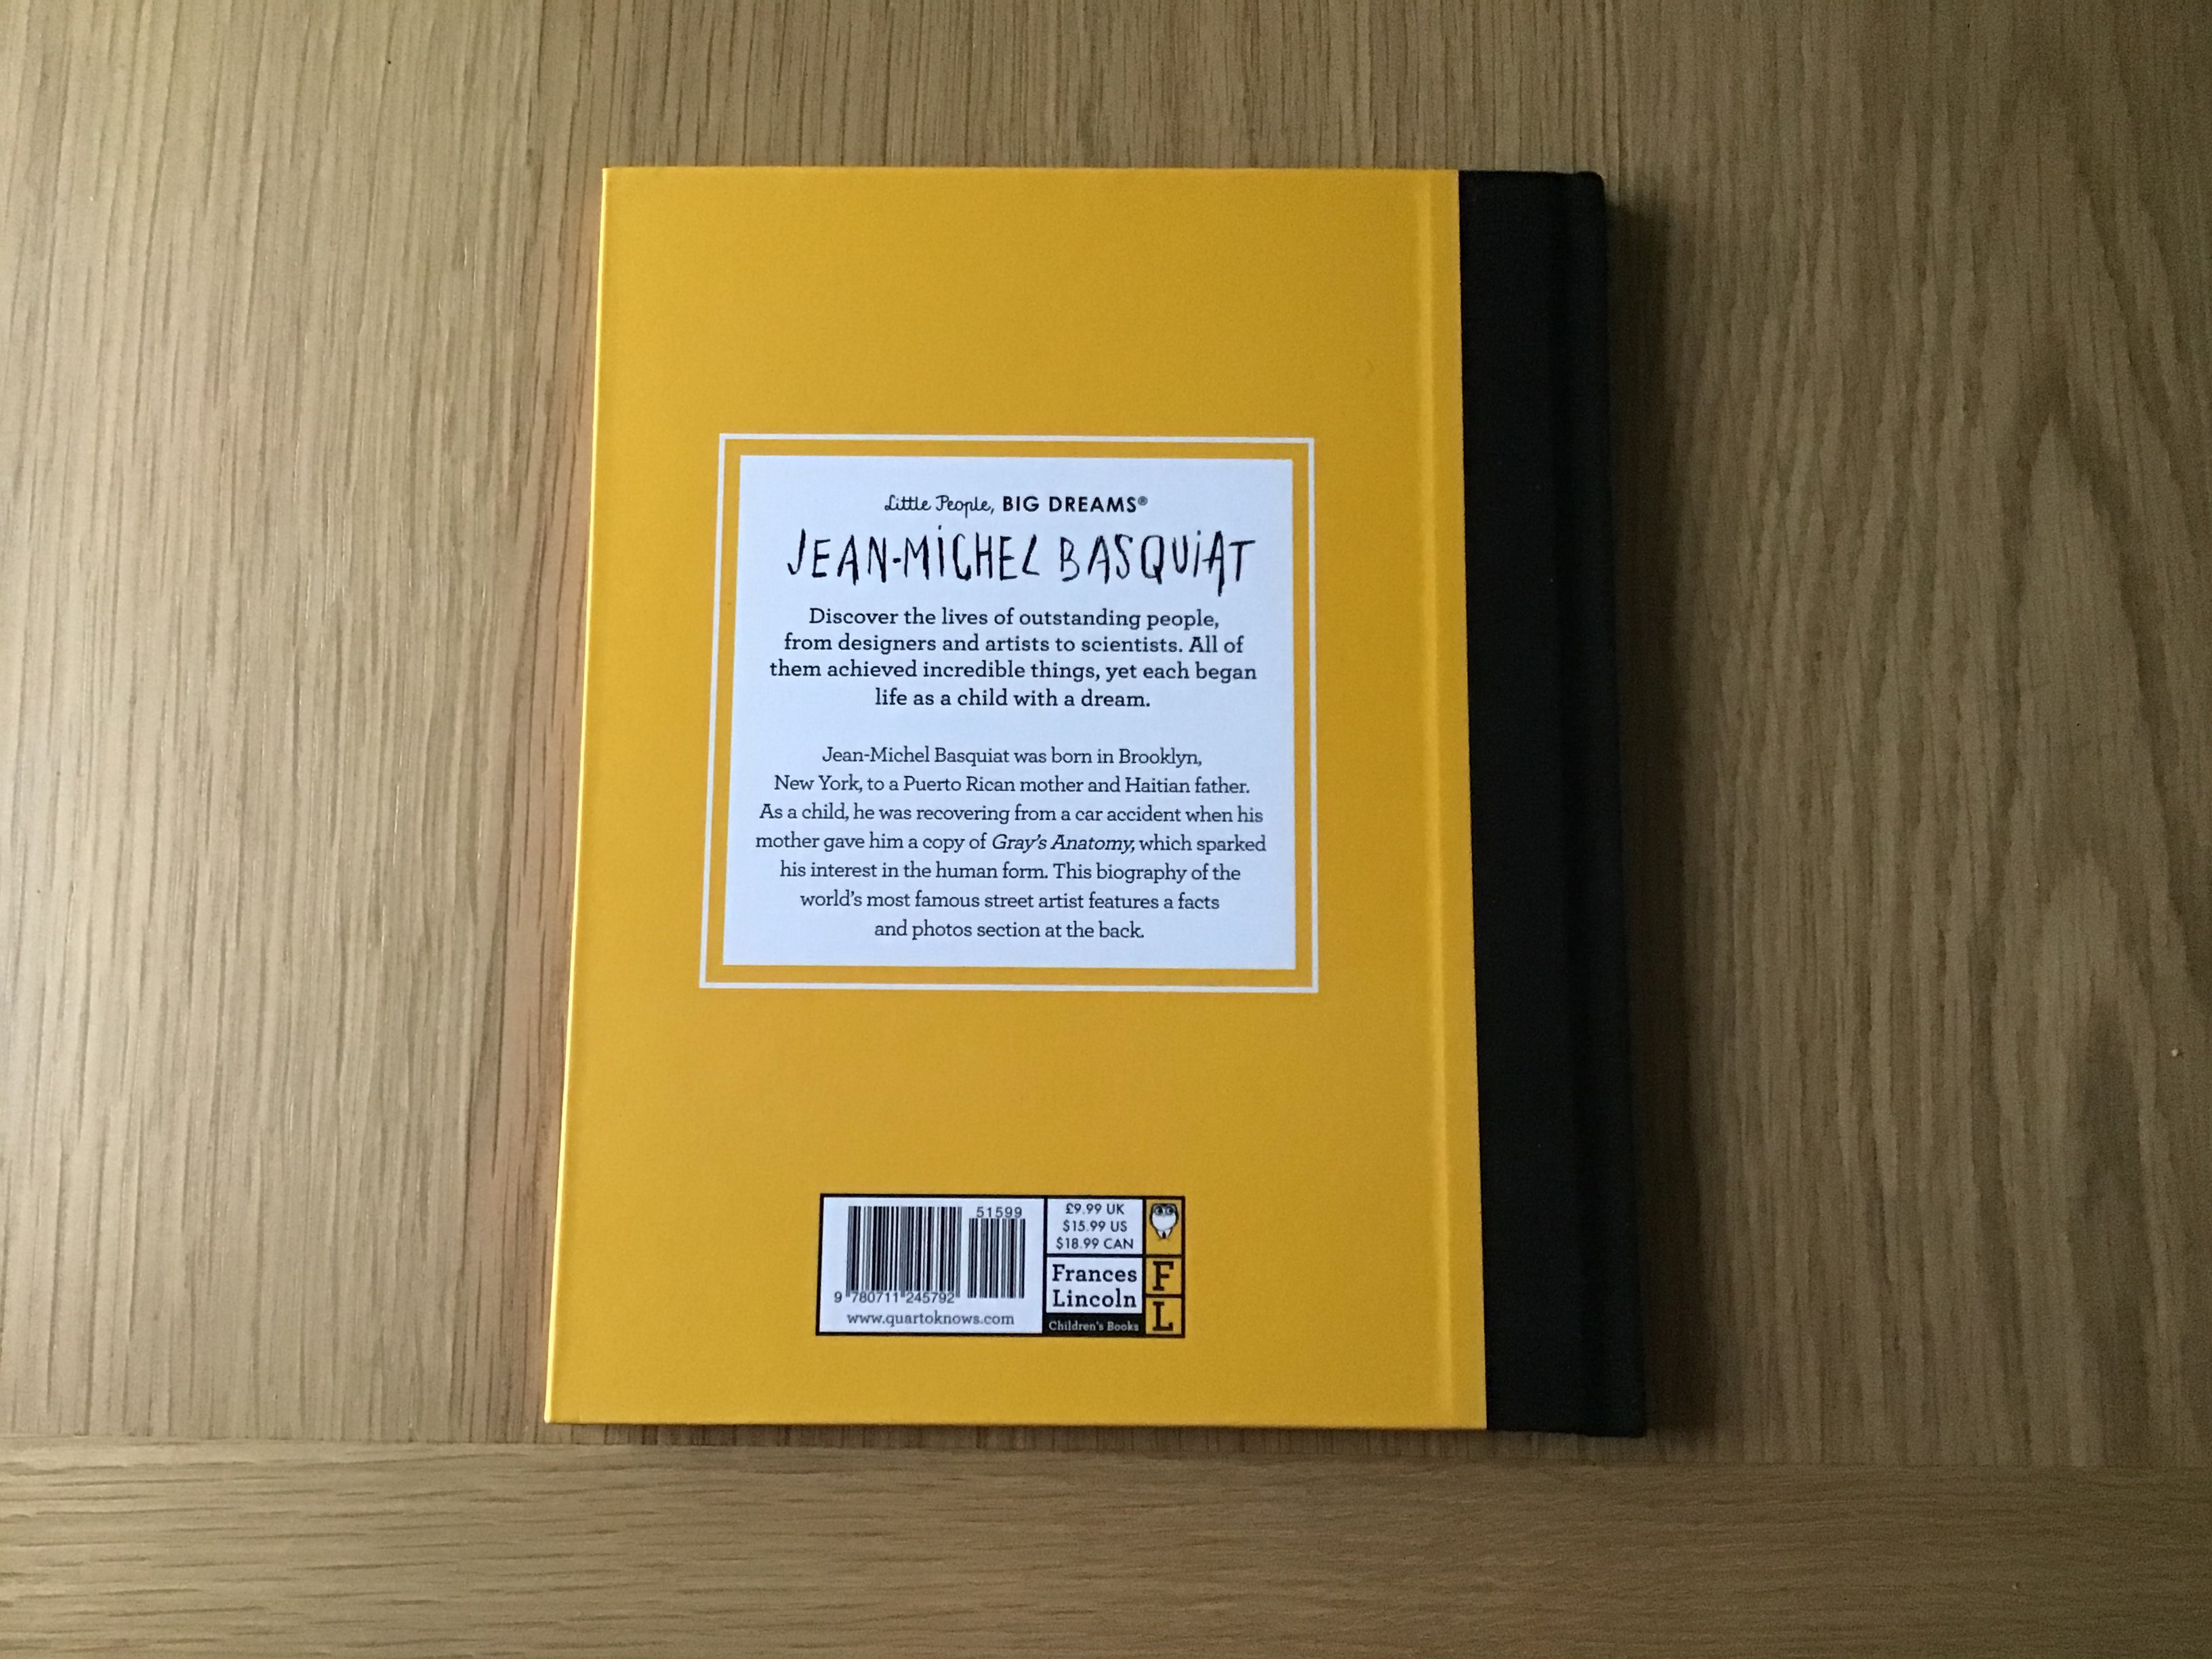 Little People, BIG DREAMS®
JEAN-MiCHEL BASQUiAT
Discover the lives of outstanding people,
from designers and artists to scientists. All of
them achieved incredible things, yet each began
life as a child with a dream.
Jean-Michel Basquiat was born in Brooklyn,
New York, to a Puerto Rican mother and Haitian father.
As a child, he was recovering from a car accident when his
mother gave him a copy of Gray's Anatomy, which sparked
his interest in the human form. This biography of the
world's most famous street artist features a facts
and photos section at the back.
51599
9 780711 245792
www.quartoknows.com
£9.99 UK
$15.99 US
$18.99 CAN
Frances
Lincoln
Children's Books
F
L